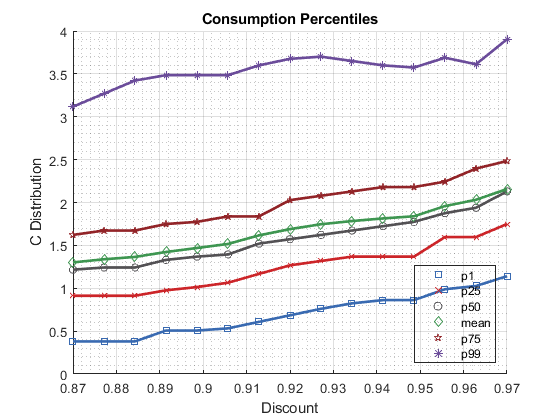 Consumption Percentiles
4
3.5
3
2.5
2
1.5
1
0.5
0
C Distribution
p1
p25
p50
mean
p75
p99
0.87 0.88 0.89 0.9 0.91 0.92 0.93 0.94 0.95 0.96 0.97
Discount